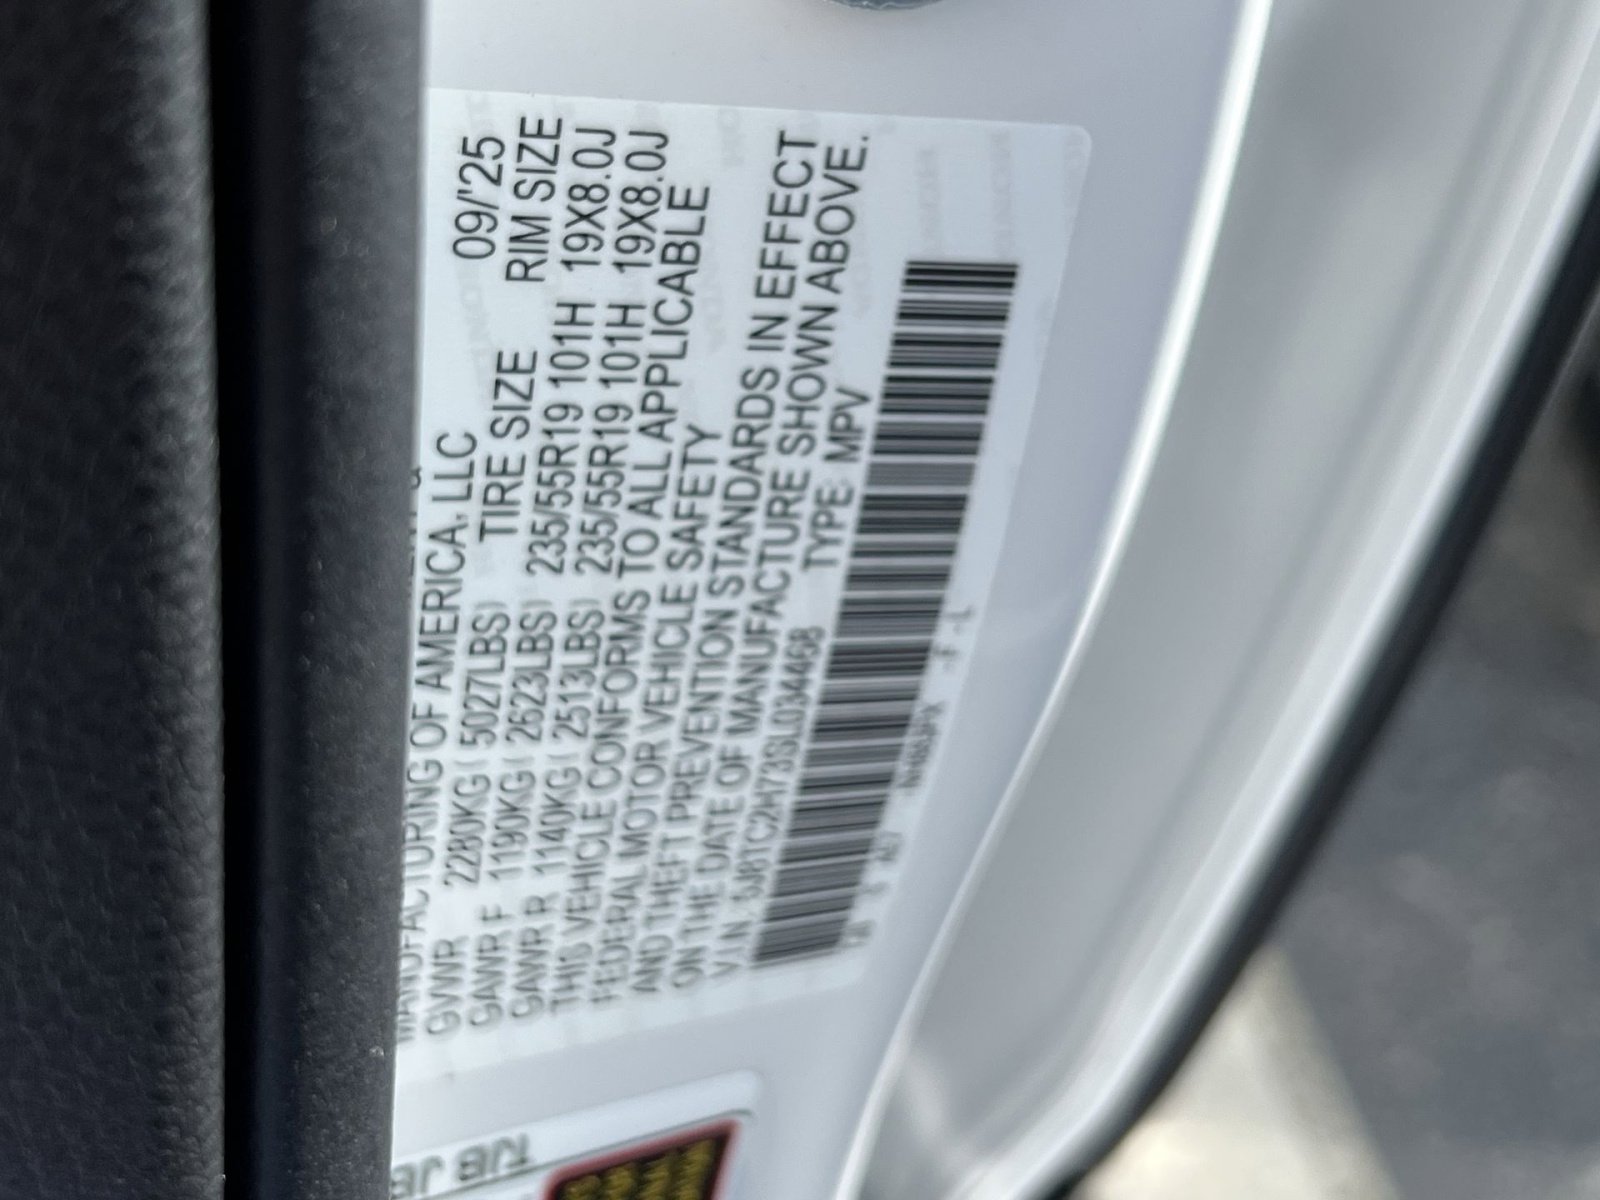 MANUFACTURING OF AMERICA, LLC 09/'25
TIRE SIZE RIM SIZE
GVWR 2280KG( 5027LBS)
GAWR F 1190KG( 2623LBS) 235/55R19 101H 19X8.0J
GAWR R 1140KG( 2513LBS) 235/55R19 101H 19X8.0J
THIS VEHICLE CONFORMS TO ALL APPLICABLE
FEDERAL MOTOR VEHICLE SAFETY
AND THEFT PREVENTION STANDARDS IN EFFECT
ON THE DATE OF MANUFACTURE SHOWN ABOVE.
V.I.N. 5J8TC2H73SL034468 TYPE: MPV
F - L